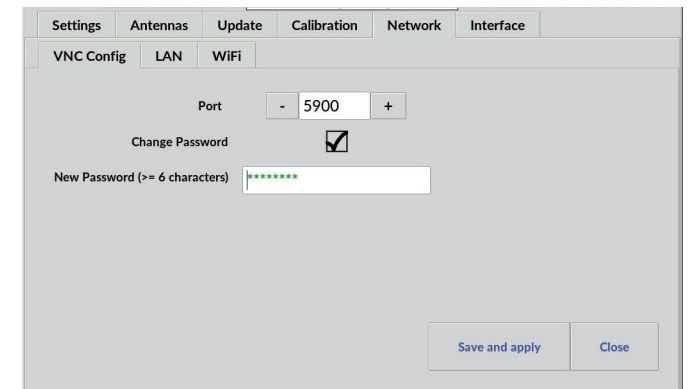 Settings Antennas Update Calibration Network Interface
VNC Config LAN WiFi
Port - 5900 +
Change Password
New Password (>= 6 characters) ********
Save and apply Close